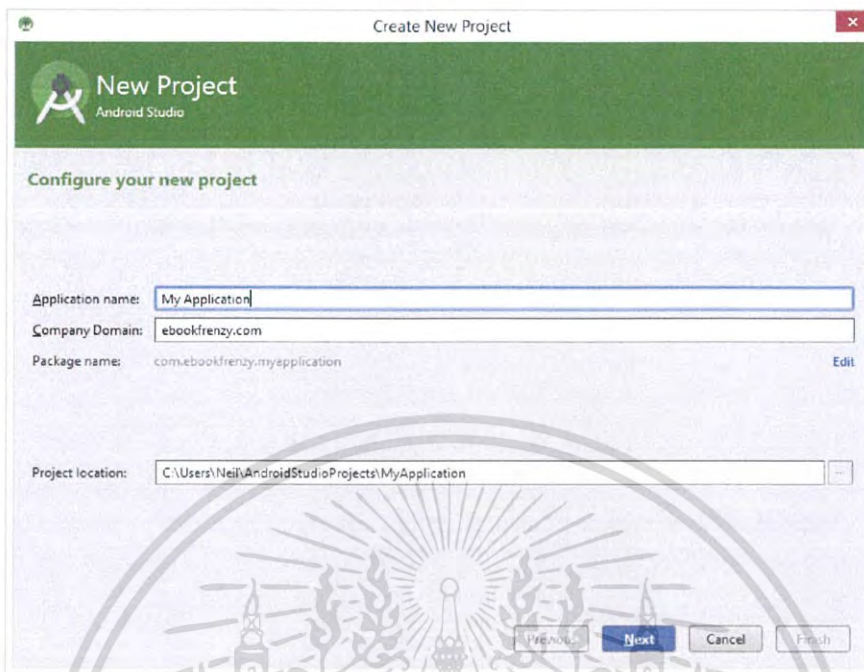 Create New Project
New Project
Android Studio
Configure your new project
Application name: My Application
Company Domain: ebookfrenzy.com
Package name: com.ebookfrenzy.myapplication Edit
Project location: C:\Users\Neil\AndroidStudioProjects\MyApplication ...
Previous Next Cancel Finish